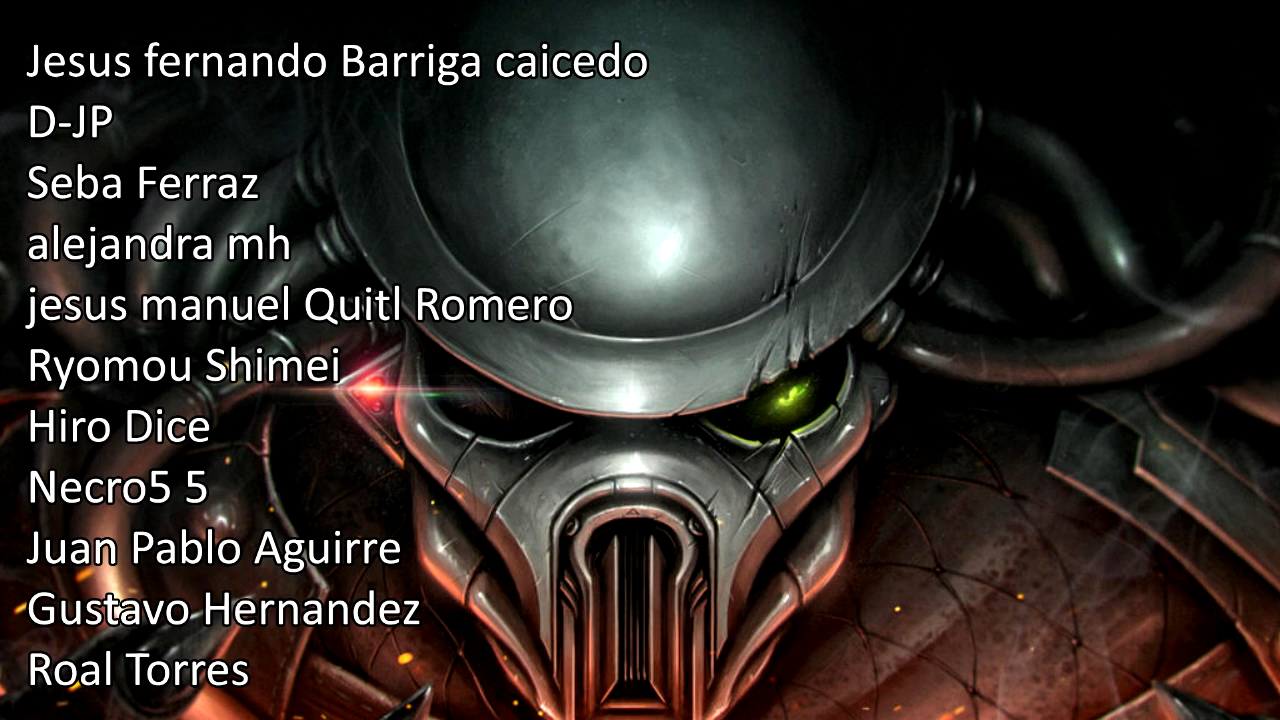 Jesus fernando Barriga caicedo
D-JP
Seba Ferraz
alejandra mh
jesus manuel Quitl Romero
Ryomou Shimei
Hiro Dice
Necro5 5
Juan Pablo Aguirre
Gustavo Hernandez
Roal Torres